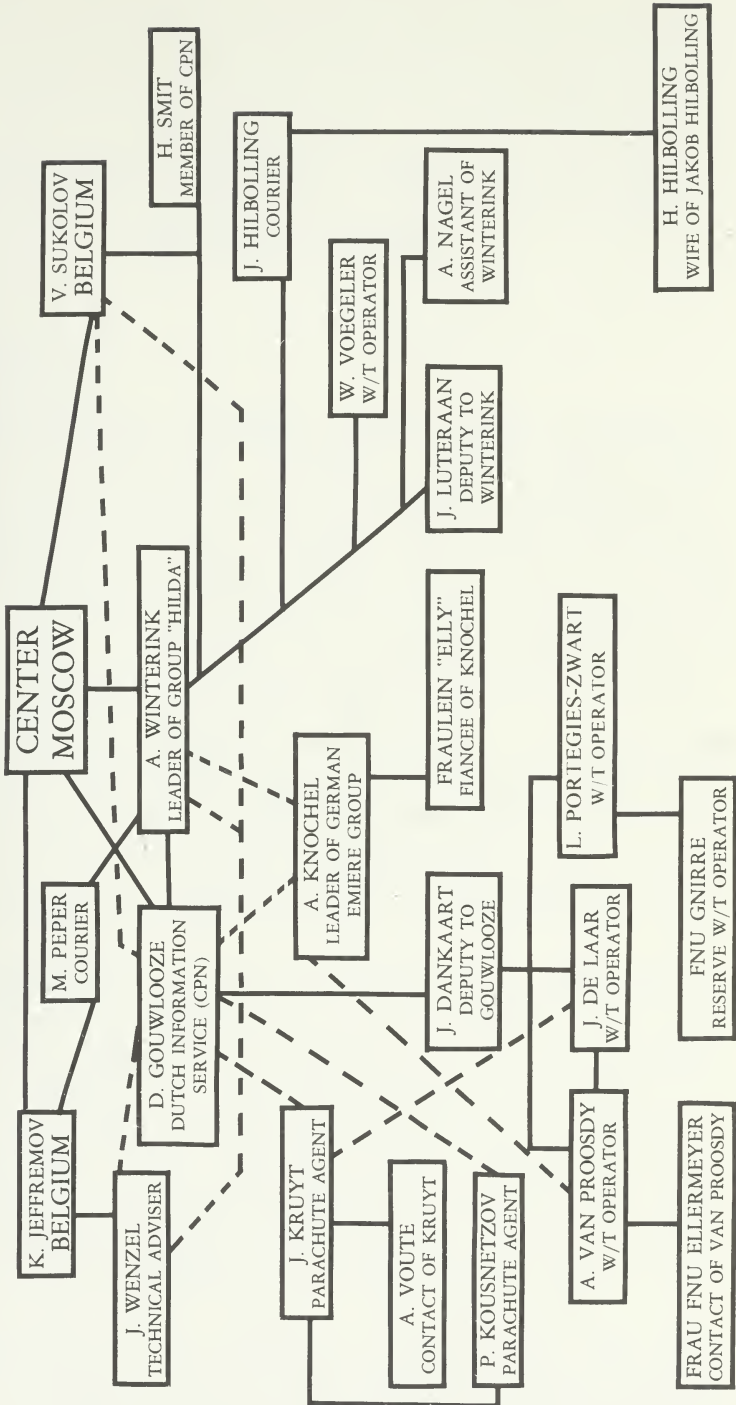 CENTER
MOSCOW
K. JEFFREMOV
BELGIUM
M. PEPER
COURIER
V. SUKOLOV
BELGIUM
H. SMIT
MEMBER OF CPN
J. WENZEL
TECHNICAL ADVISER
D. GOUWLOOZE
DUTCH INFORMATION
SERVICE (CPN)
A. WINTERINK
LEADER OF GROUP "HILDA"
J. HILBOLLING
COURIER
J. KRUYT
PARACHUTE AGENT
A. KNOCHEL
LEADER OF GERMAN
EMIERE GROUP
W. VOEGELER
W/T OPERATOR
A. VOUTE
CONTACT OF KRUYT
J. DANKAART
DEPUTY TO
GOUWLOOZE
FRAULEIN "ELLY"
FIANCEE OF KNOCHEL
J. LUTERAAN
DEPUTY TO
WINTERINK
A. NAGEL
ASSISTANT OF
WINTERINK
P. KOUSNETZOV
PARACHUTE AGENT
A. VAN PROOSDY
W/T OPERATOR
J. DE LAAR
W/T OPERATOR
L. PORTEGIES-ZWART
W/T OPERATOR
FRAU FNU ELLERMEYER
CONTACT OF VAN PROOSDY
FNU GNIRRE
RESERVE W/T OPERATOR
H. HILBOLLING
WIFE OF JAKOB HILBOLLING